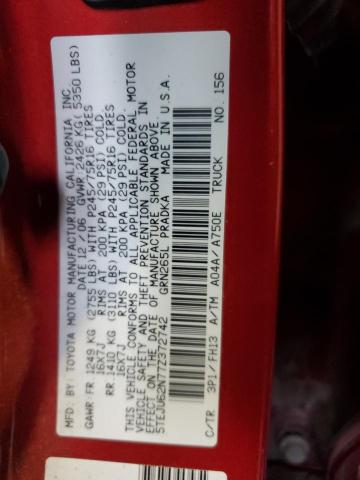 MFD. BY: TOYOTA MOTOR MANUFACTURING CALIFORNIA, INC.
DATE 12-06 GVWR 2426 KG( 5350 LBS)
GAWR: FR 1249 KG (2755 LBS) WITH P245/75R16 TIRES
16X7J RIMS AT 200 KPA (29 PSI) COLD.
RR 1410 KG (3110 LBS) WITH P245/75R16 TIRES
16X7J RIMS AT 200 KPA (29 PSI) COLD.
THIS VEHICLE CONFORMS TO ALL APPLICABLE FEDERAL MOTOR
VEHICLE SAFETY AND THEFT PREVENTION STANDARDS IN
EFFECT ON THE DATE OF MANUFACTURE SHOWN ABOVE.
5TEJU62N77Z372742 GRN265L PRADKA MADE IN U.S.A.
C/TR 3P1/FH13 A/TM A04A/A750E TRUCK NO. 156